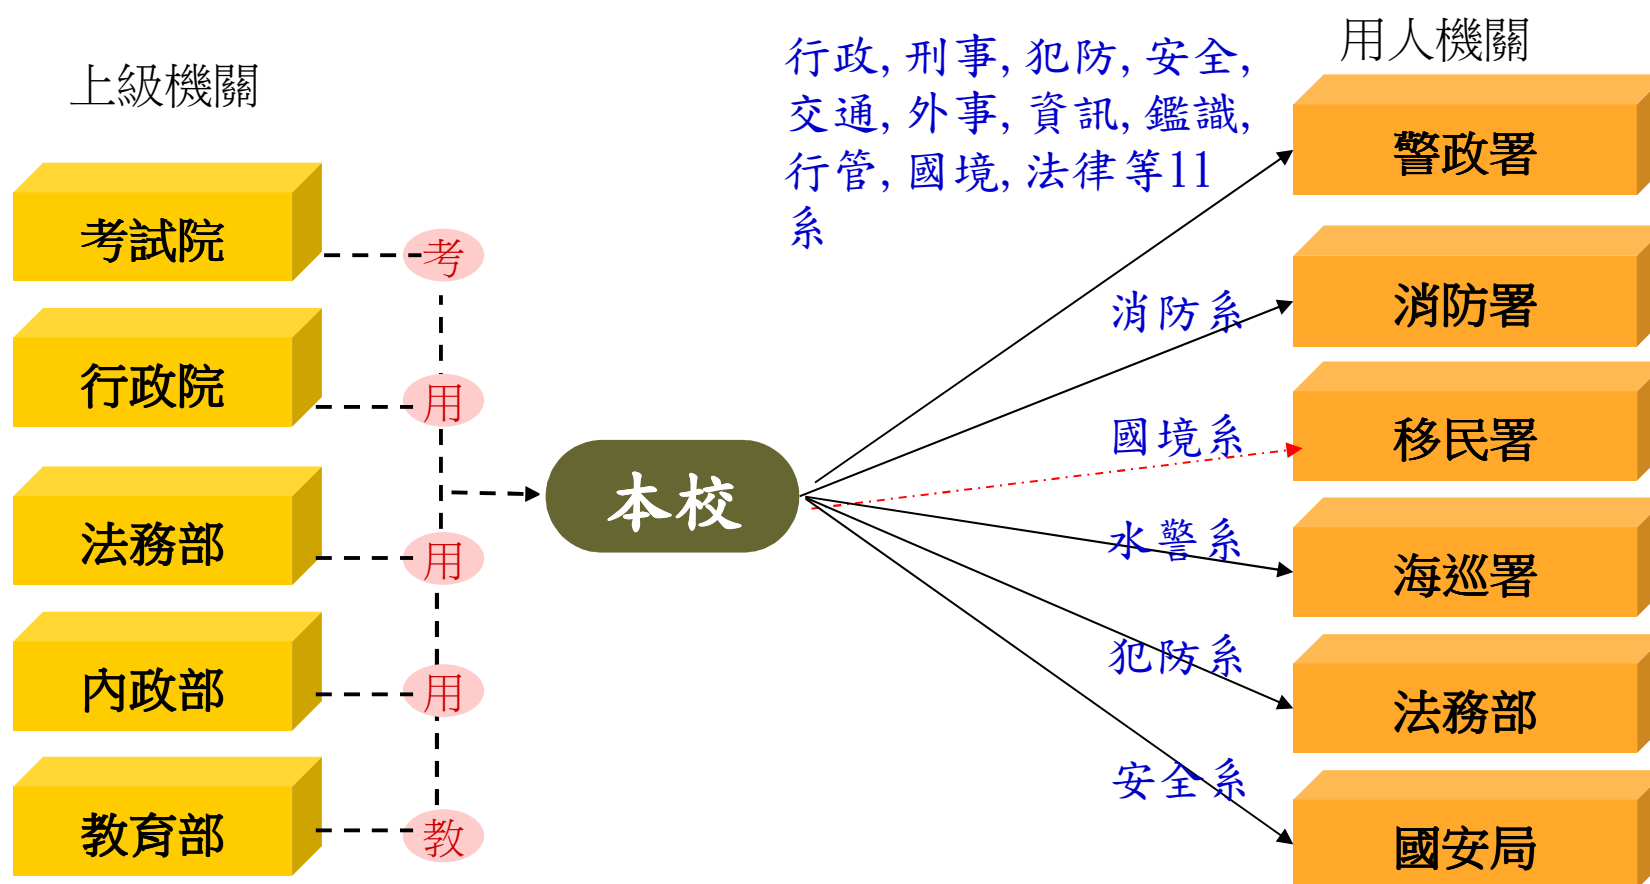 上級機關
考試院
行政院
法務部
內政部
教育部
考
用
用
用
教
本校
行政, 刑事, 犯防, 安全,
交通, 外事, 資訊, 鑑識,
行管, 國境, 法律等11
系
消防系
國境系
水警系
犯防系
安全系
用人機關
警政署
消防署
移民署
海巡署
法務部
國安局